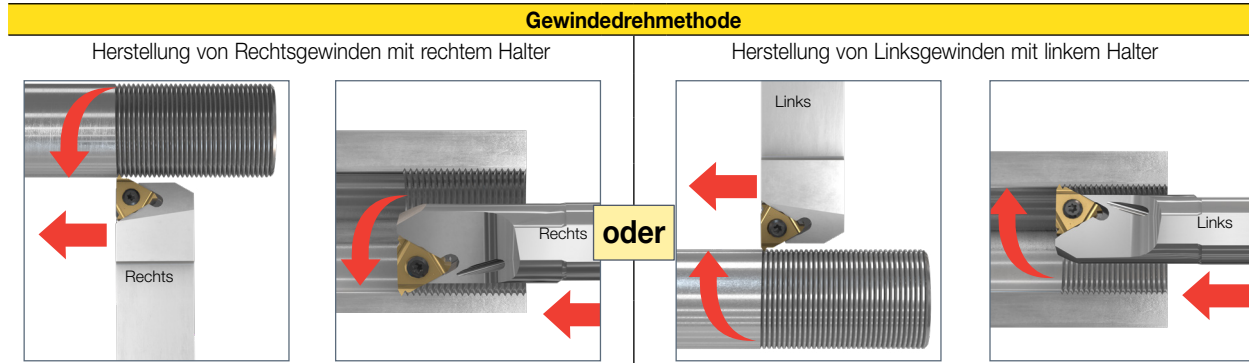 Gewindedrehmethode
Herstellung von Rechtsgewinden mit rechtem Halter
Herstellung von Linksgewinden mit linkem Halter
Rechts
Rechts
oder
Links
Links